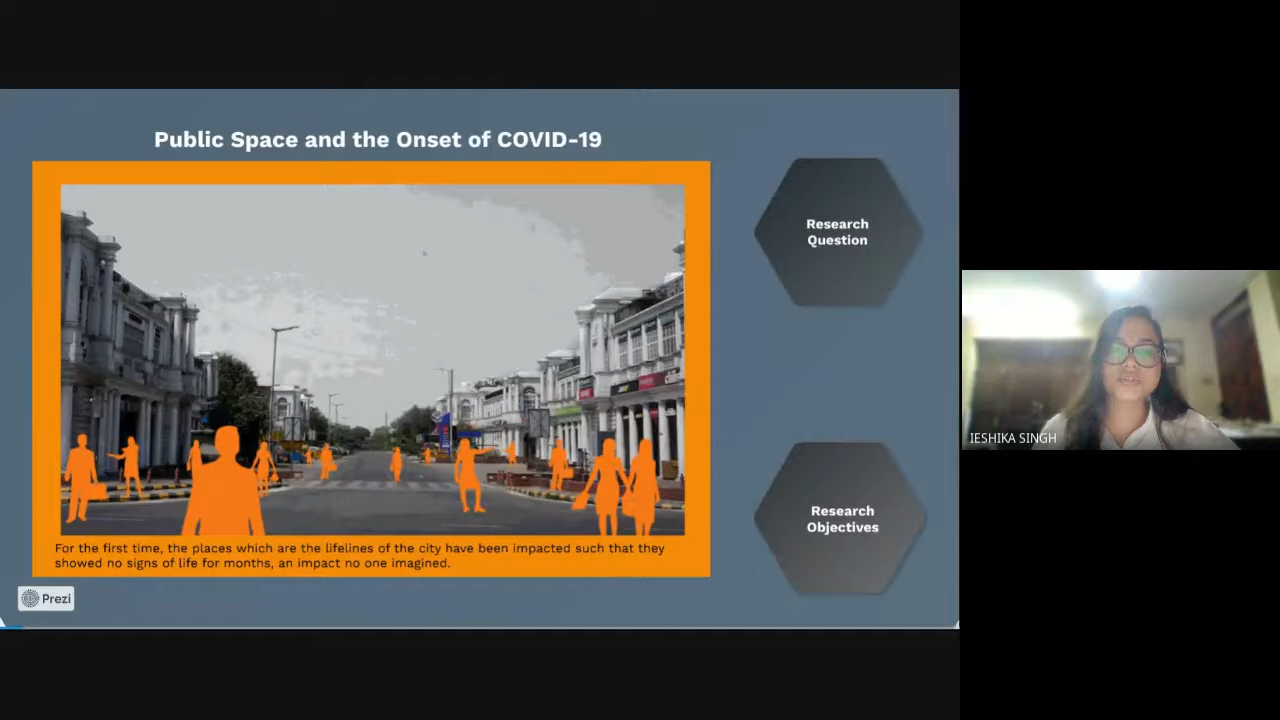 Public Space and the Onset of COVID-19
Research
Question
IESHIKA SINGH
Research
Objectives
For the first time, the places which are the lifelines of the city have been impacted such that they
showed no signs of life for months, an impact no one imagined.
Prezi